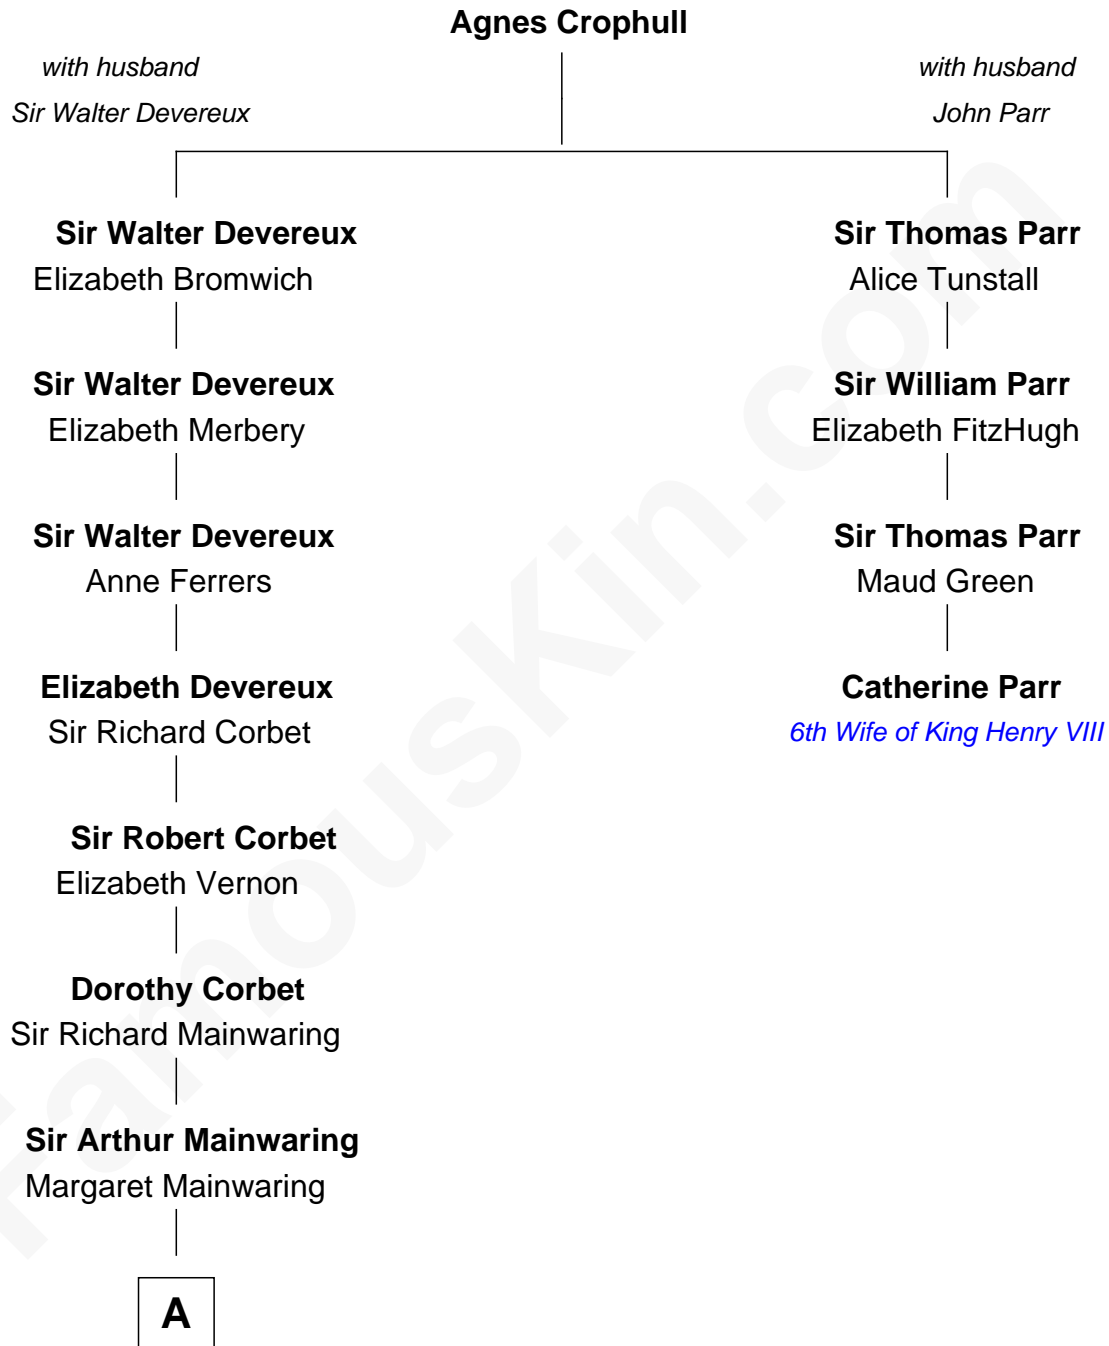 Agnes Crophull
with husband
Sir Walter Devereux
with husband
John Parr
Sir Walter Devereux
Elizabeth Bromwich
Sir Thomas Parr
Alice Tunstall
Sir Walter Devereux
Elizabeth Merbery
Sir William Parr
Elizabeth FitzHugh
Sir Walter Devereux
Anne Ferrers
Sir Thomas Parr
Maud Green
Elizabeth Devereux
Sir Richard Corbet
Catherine Parr
6th Wife of King Henry VIII
Sir Robert Corbet
Elizabeth Vernon
Dorothy Corbet
Sir Richard Mainwaring
Sir Arthur Mainwaring
Margaret Mainwaring
A
FamousKin.com